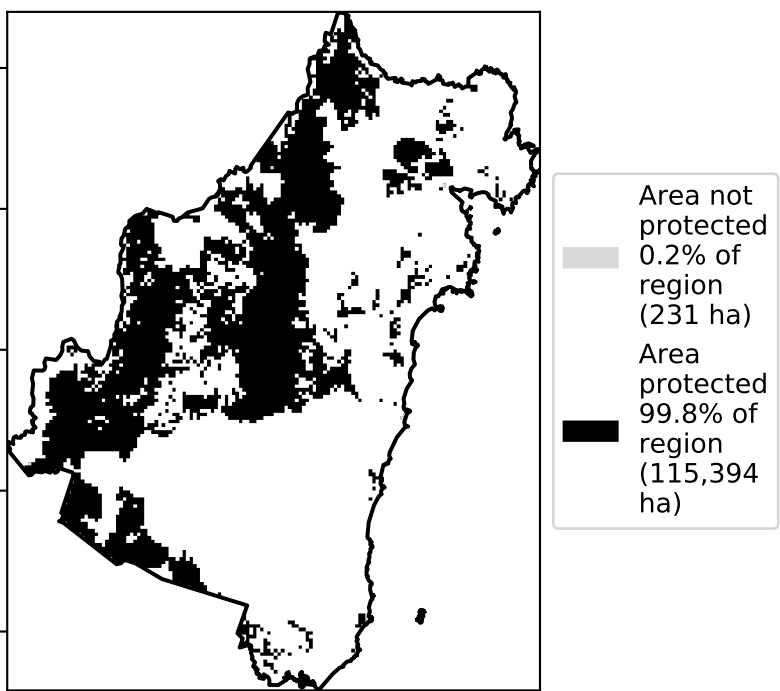 Area not
protected
0.2% of
region
(231 ha)
Area
protected
99.8% of
region
(115,394
ha)